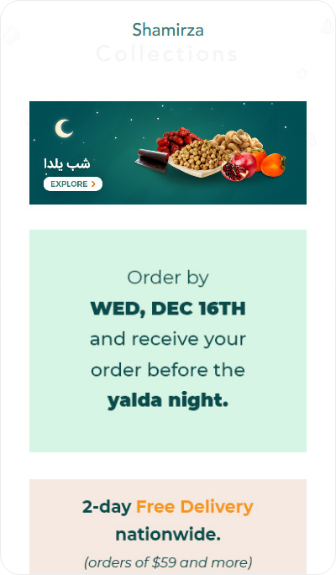 Shamirza
Collections
شب یلدا
EXPLORE >
Order by
WED, DEC 16TH
and receive your
order before the
yalda night.
2-day Free Delivery
nationwide.
(orders of $59 and more)